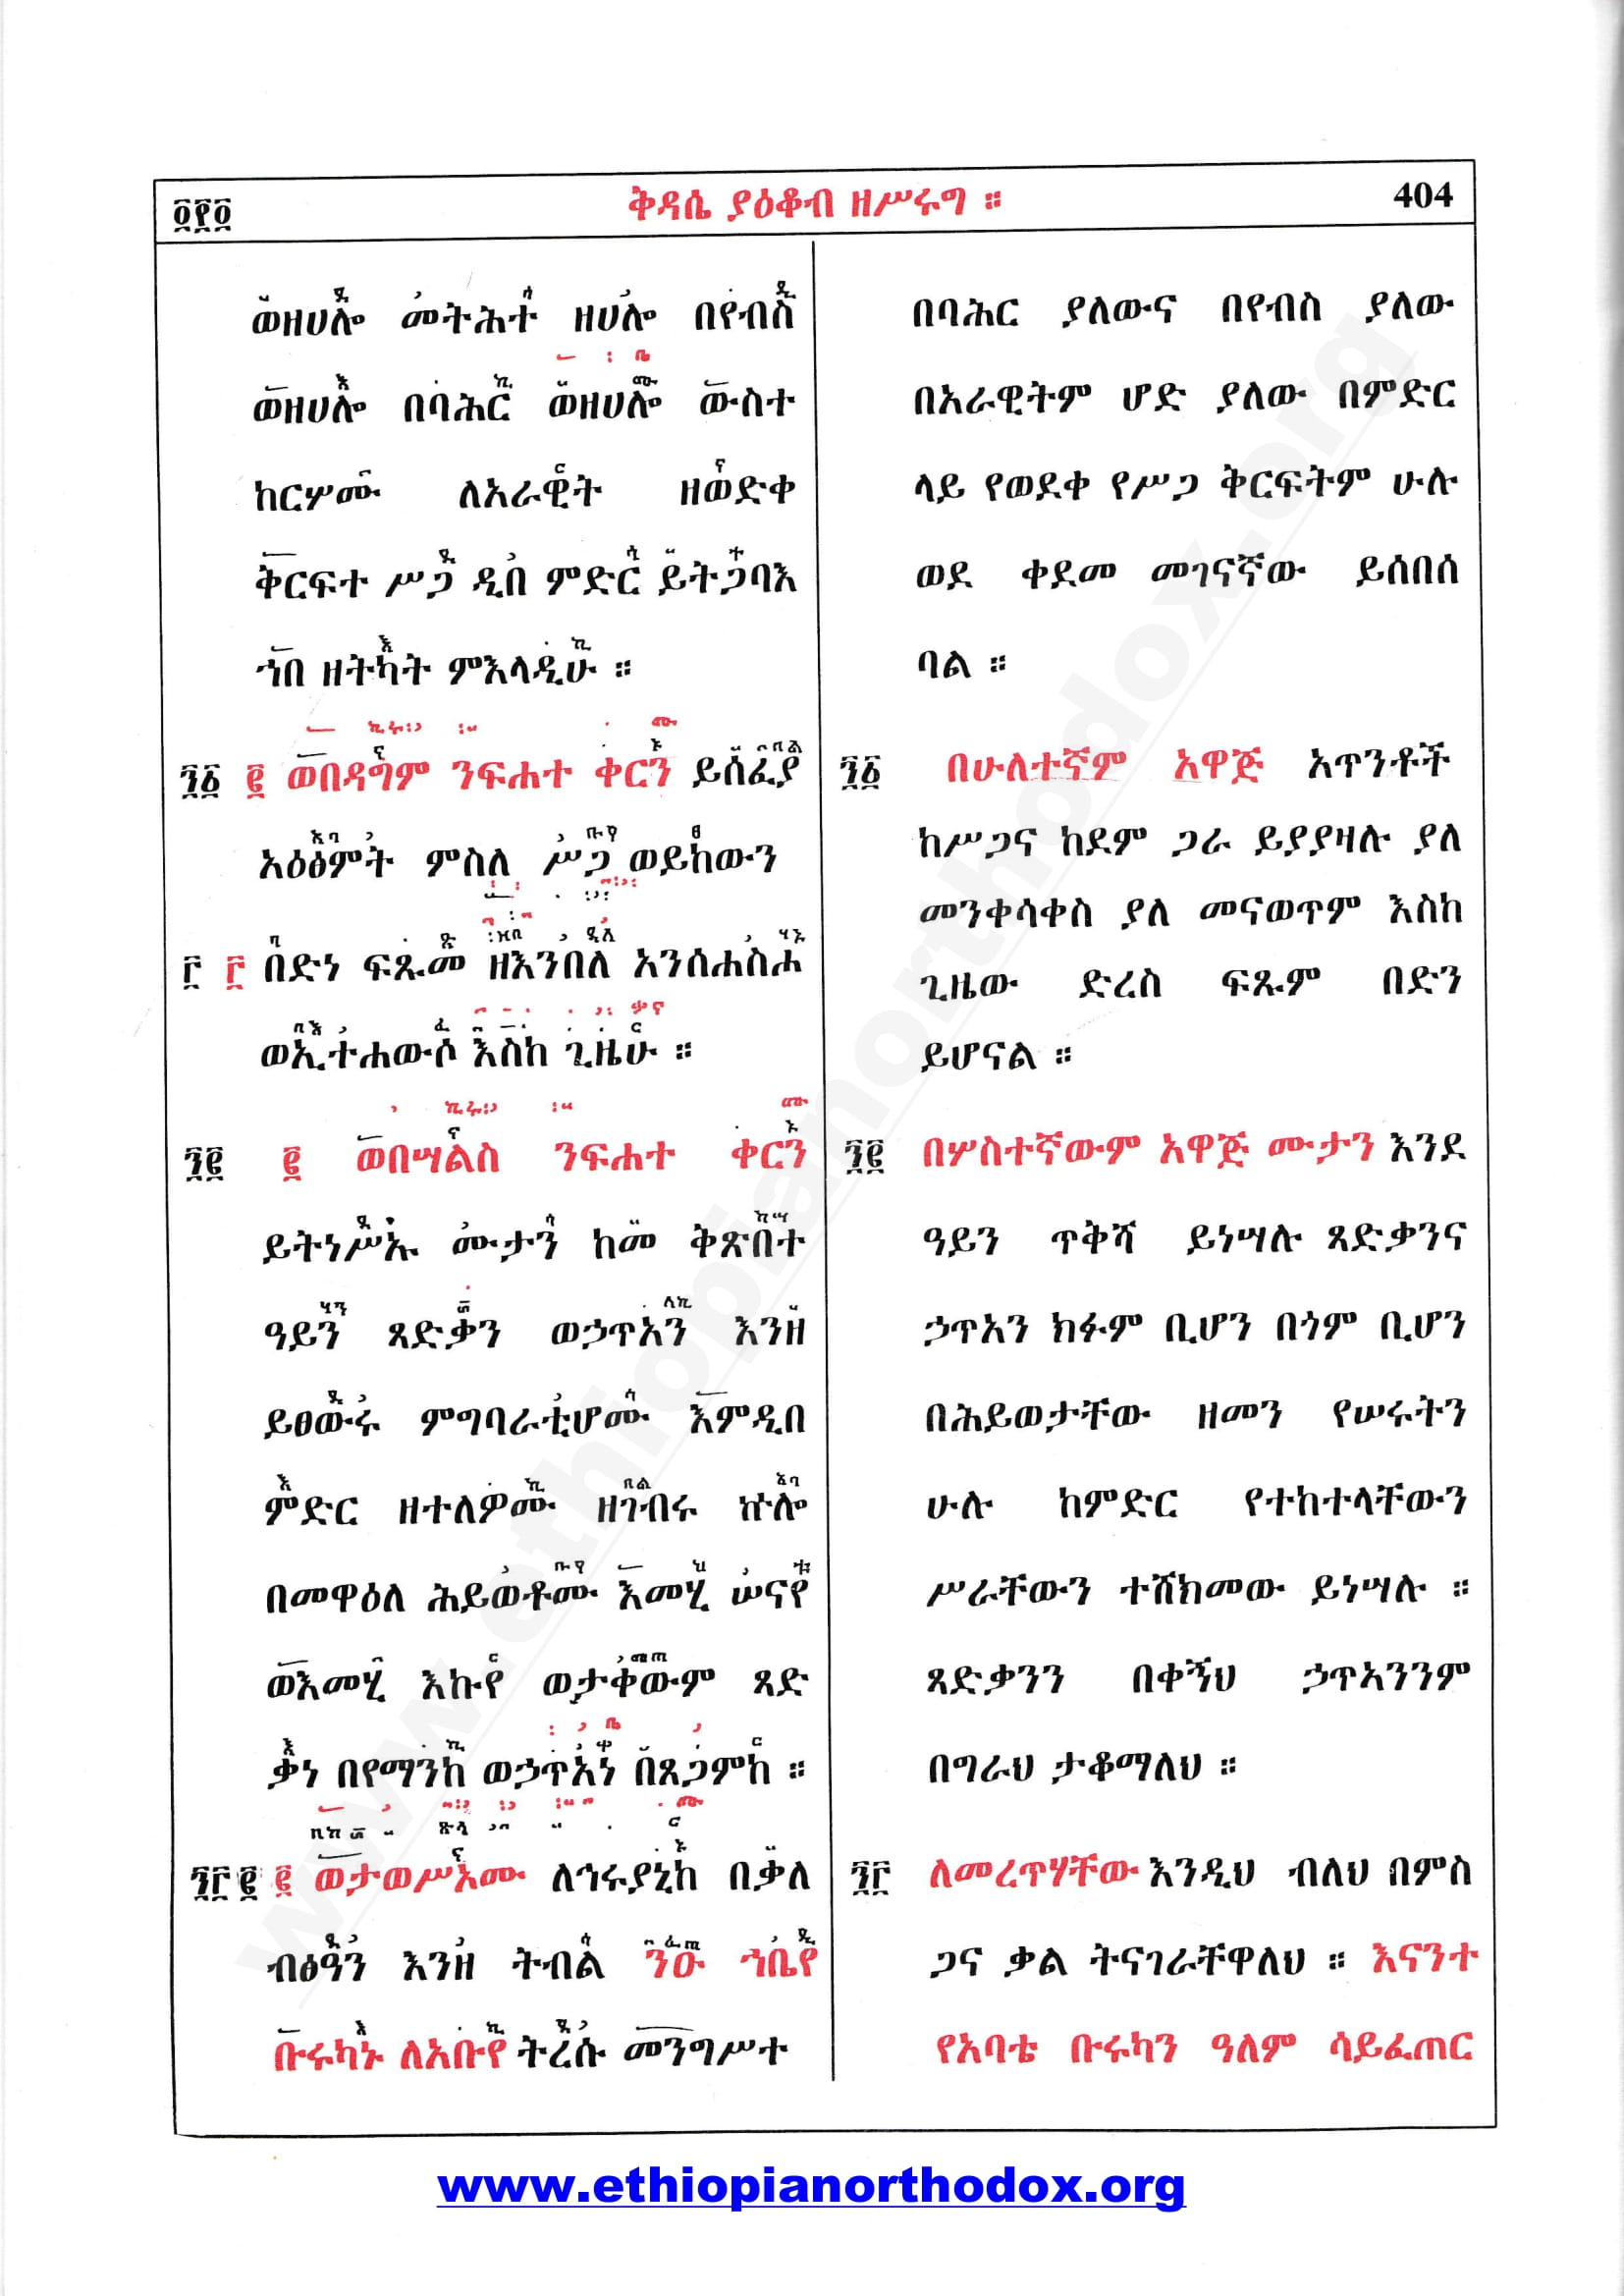 ፬፻፬ ቅዳሴ ያዕቆብ ዘሥሩግ ። 404
ወዘሀሎ መትሕተ ዘሀሎ በየብስ
ወዘሀሎ በባሕር ወዘሀሎ ውስተ
ከርሦሙ ለአራዊት ዘወድቀ
ቅርፍተ ሥጋ ዲበ ምድር ይትጋባእ
ኀበ ዘትካት ምእላዲሁ ።
፺፩ ፪ ወበዳግም ንፍሐተ ቀርን ይሰፈያ
አዕፅምት ምስለ ሥጋ ወይከውን
፫ ፫ በድነ ፍጹመ ዘእንበለ አንሰሐስሖ
ወኢተሐውሶ እስከ ጊዜሁ ።
፺፪ ፪ ወበሣልስ ንፍሐተ ቀርን
ይትነሥኡ ሙታን ከመ ቅጽበተ
ዓይን ጻድቃን ወኃጥአን እንዘ
ይፀውሩ ምግባራቲሆሙ እምዲበ
ምድር ዘተለዎሙ ዘገብሩ ኵሎ
በመዋዕለ ሕይወቶሙ እመሂ ሠናየ
ወእመሂ እኩየ ወታቀውም ጻድ
ቃነ በየማንከ ወኃጥአነ በጸጋምከ ።
፺፫ ፪ ፪ ወታወሥእሙ ለኅሩያኒከ በቃለ
ብፅዓን እንዘ ትብል ንዑ ኀቤየ
ቡሩካኑ ለአቡየ ትረሱ መንግሥተ
በባሕር ያለውና በየብስ ያለው
በአራዊትም ሆድ ያለው በምድር
ላይ የወደቀ የሥጋ ቅርፍትም ሁሉ
ወደ ቀደመ መገናኛው ይሰበሰ
ባል ።
፺፩ በሁለተኛም አዋጅ አጥንቶች
ከሥጋና ከደም ጋራ ይያያዛሉ ያለ
መንቀሳቀስ ያለ መናወጥም እስከ
ጊዜው ድረስ ፍጹም በድን
ይሆናል ።
፺፪ በሦስተኛውም አዋጅ ሙታን እንደ
ዓይን ጥቅሻ ይነሣሉ ጻድቃንና
ኃጥአን ክፉም ቢሆን በጎም ቢሆን
በሕይወታቸው ዘመን የሠሩትን
ሁሉ ከምድር የተከተላቸውን
ሥራቸውን ተሸክመው ይነሣሉ ።
ጻድቃንን በቀኝህ ኃጥኣንንም
በግራህ ታቆማለህ ።
፺፫ ለመረጥሃቸው እንዲህ ብለህ በምስ
ጋና ቃል ትናገራቸዋለህ ። እናንተ
የአባቴ ቡሩካን ዓለም ሳይፈጠር
www.ethiopianorthodox.org